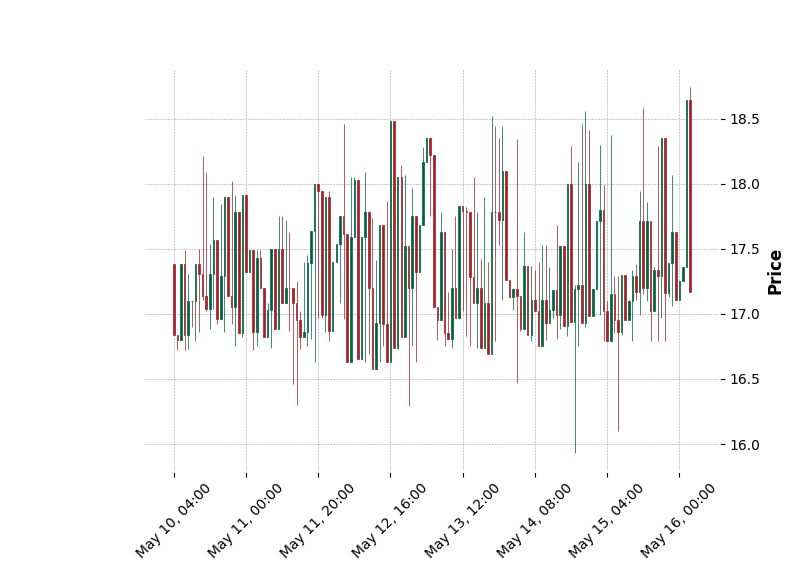 18.5
18.0
17.5
17.0
16.5
16.0
Price
May 10, 04:00
May 11, 00:00
May 11, 20:00
May 12, 16:00
May 13, 12:00
May 14, 08:00
May 15, 04:00
May 16, 00:00